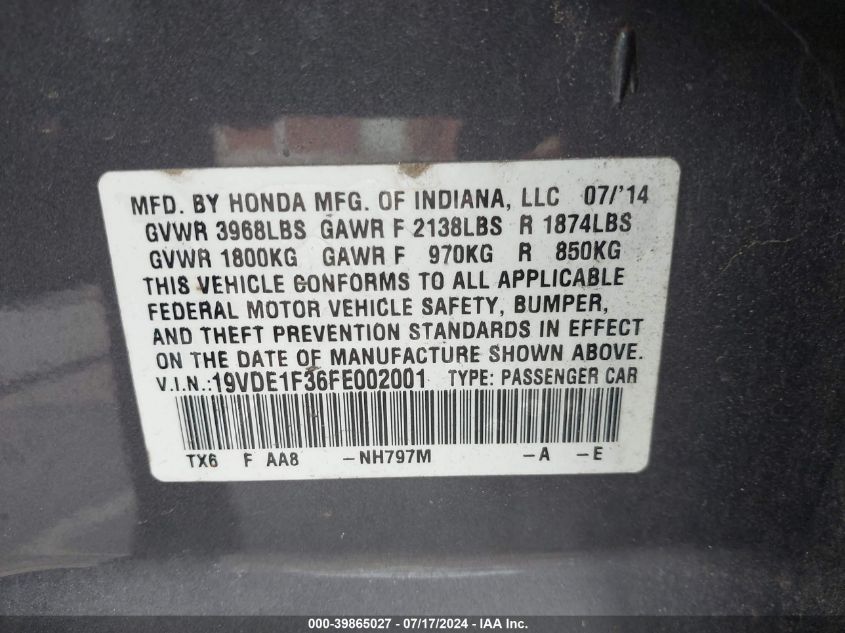 MFD. BY HONDA MFG. OF INDIANA, LLC 07/'14
GVWR 3968LBS GAWR F 2138LBS R 1874LBS
GVWR 1800KG GAWR F 970KG R 850KG
THIS VEHICLE CONFORMS TO ALL APPLICABLE
FEDERAL MOTOR VEHICLE SAFETY, BUMPER,
AND THEFT PREVENTION STANDARDS IN EFFECT
ON THE DATE OF MANUFACTURE SHOWN ABOVE.
V.I.N.:19VDE1F36FE002001 TYPE: PASSENGER CAR
TX6 F AA8 –NH797M –A –E
000-39865027 - 07/17/2024 - IAA Inc.